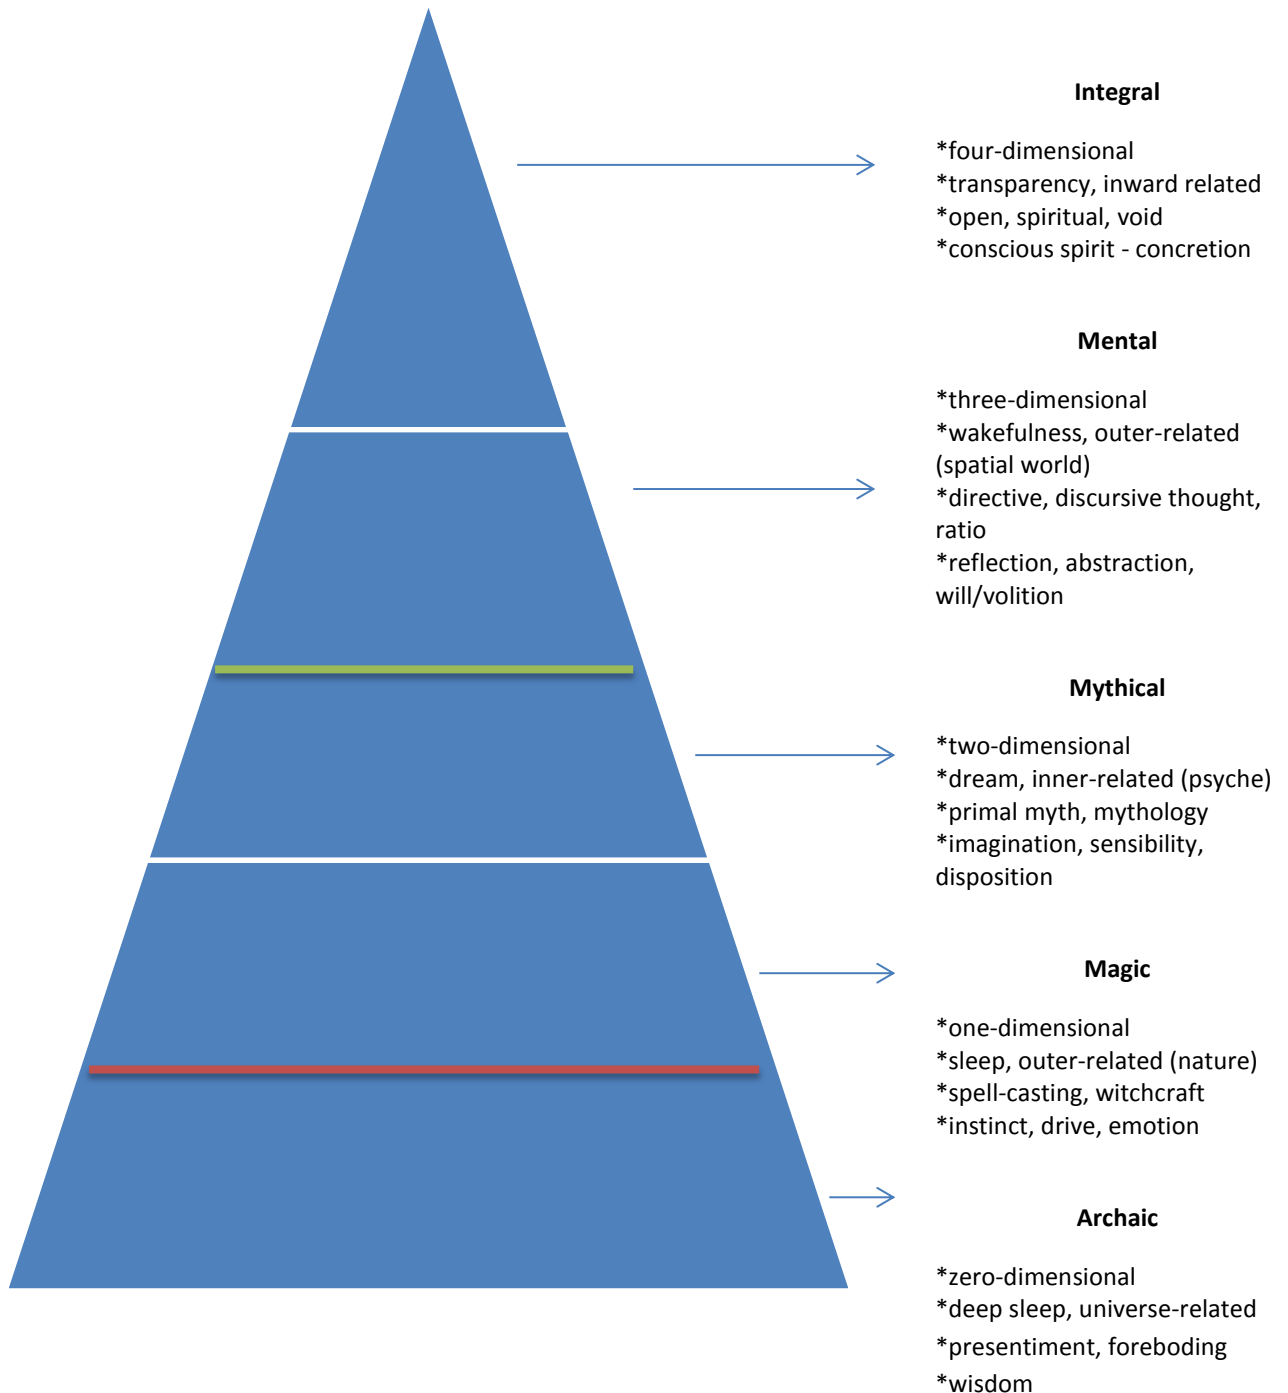 Integral
*four-dimensional
*transparency, inward related
*open, spiritual, void
*conscious spirit - concretion
Mental
*three-dimensional
*wakefulness, outer-related
(spatial world)
*directive, discursive thought,
ratio
*reflection, abstraction,
will/volition
Mythical
*two-dimensional
*dream, inner-related (psyche)
*primal myth, mythology
*imagination, sensibility,
disposition
Magic
*one-dimensional
*sleep, outer-related (nature)
*spell-casting, witchcraft
*instinct, drive, emotion
Archaic
*zero-dimensional
*deep sleep, universe-related
*presentiment, foreboding
*wisdom